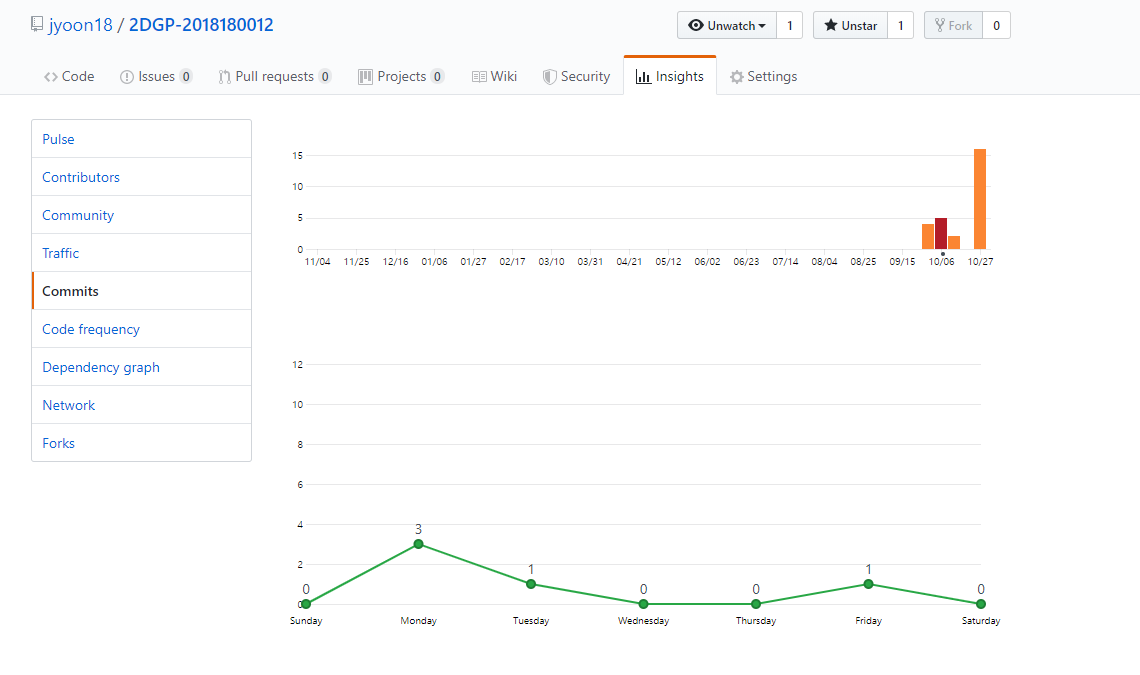 jyoon18 / 2DGP-2018180012
Unwatch 1 Unstar 1 Fork 0
Code Issues 0 Pull requests 0 Projects 0 Wiki Security Insights Settings
Pulse
Contributors
Community
Traffic
Commits
Code frequency
Dependency graph
Network
Forks
15
10
5
0
11/04 11/25 12/16 01/06 01/27 02/17 03/10 03/31 04/21 05/12 06/02 06/23 07/14 08/04 08/25 09/15 10/06 10/27
12
10
8
6
4
3
2
1 1
0 0 0 0
0
Sunday Monday Tuesday Wednesday Thursday Friday Saturday